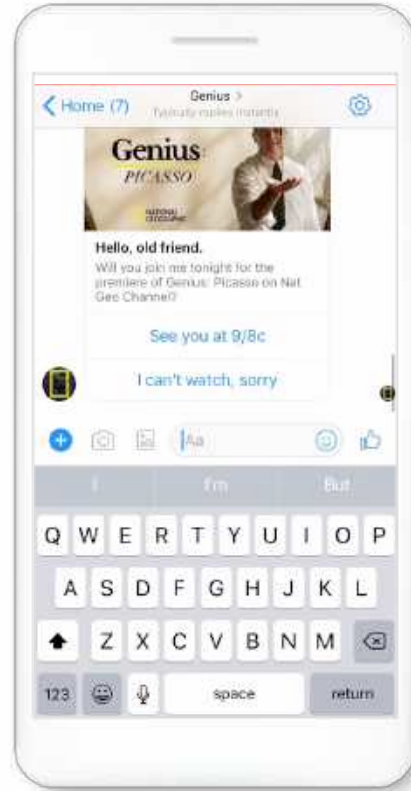 Home (7)
Genius >
Typically replies instantly
Genius:
PICASSO
NATIONAL
GEOGRAPHIC
Hello, old friend.
Will you join me tonight for the
premiere of Genius: Picasso on Nat
Geo Channel?
See you at 9/8c
I can't watch, sorry
Aa
I I'm But
Q W E R T Y U I O P
A S D F G H J K L
Z X C V B N M
123 space return